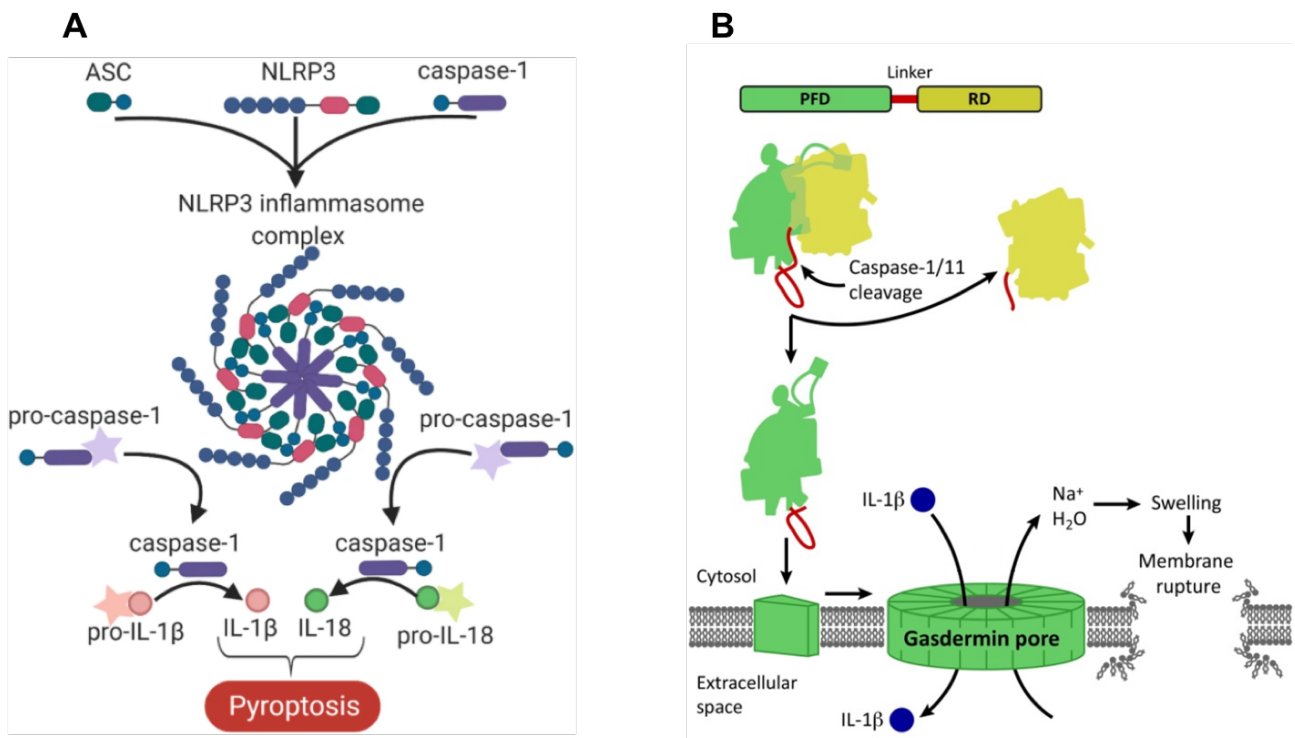 A
ASC
NLRP3
caspase-1
NLRP3 inflammasome
complex
pro-caspase-1
pro-caspase-1
caspase-1
caspase-1
pro-IL-1β
IL-1β
IL-18
pro-IL-18
Pyroptosis
B
Linker
PFD
RD
Caspase-1/11
cleavage
IL-1β
Na⁺
H₂O
Swelling
Membrane
rupture
Cytosol
Gasdermin pore
Extracellular
space
IL-1β